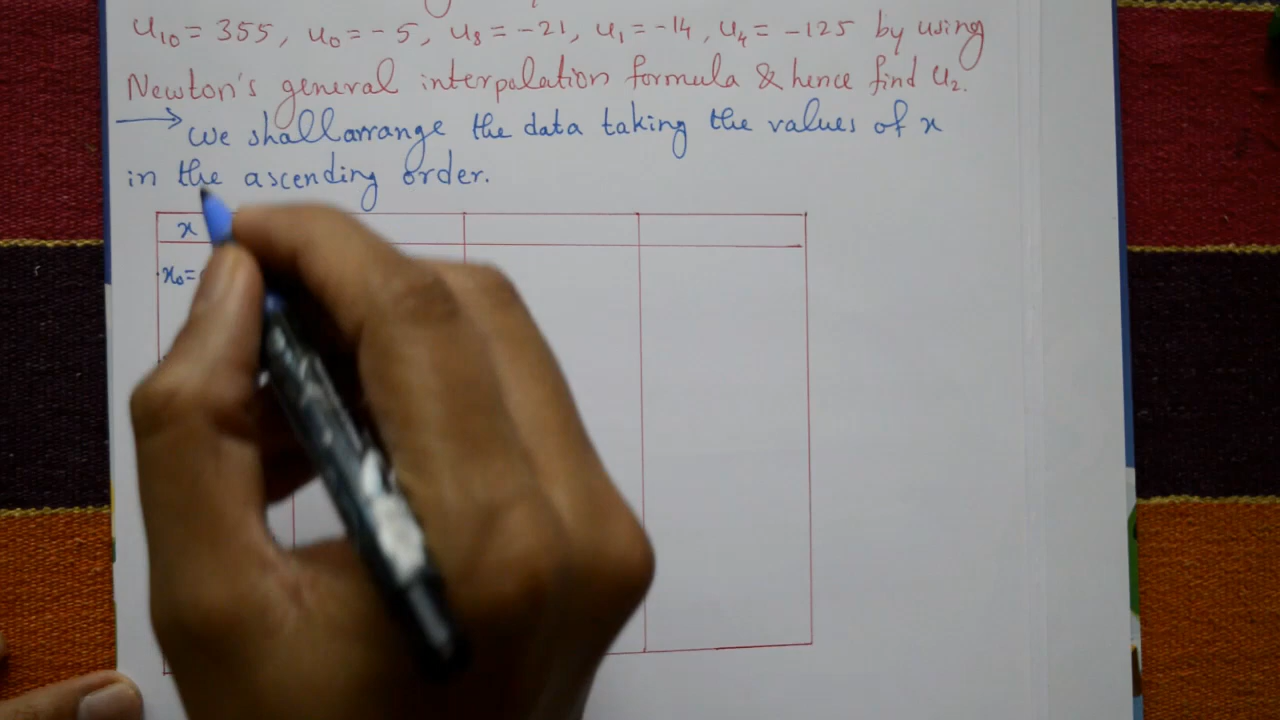 u₁₀ = 355, u₀ = -5, u₈ = -21, u₁ = -14, u₄ = -125 by using
Newton's general interpolation formula & hence find u₂.
→ we shall arrange the data taking the values of x
in the ascending order.
x
x₀=